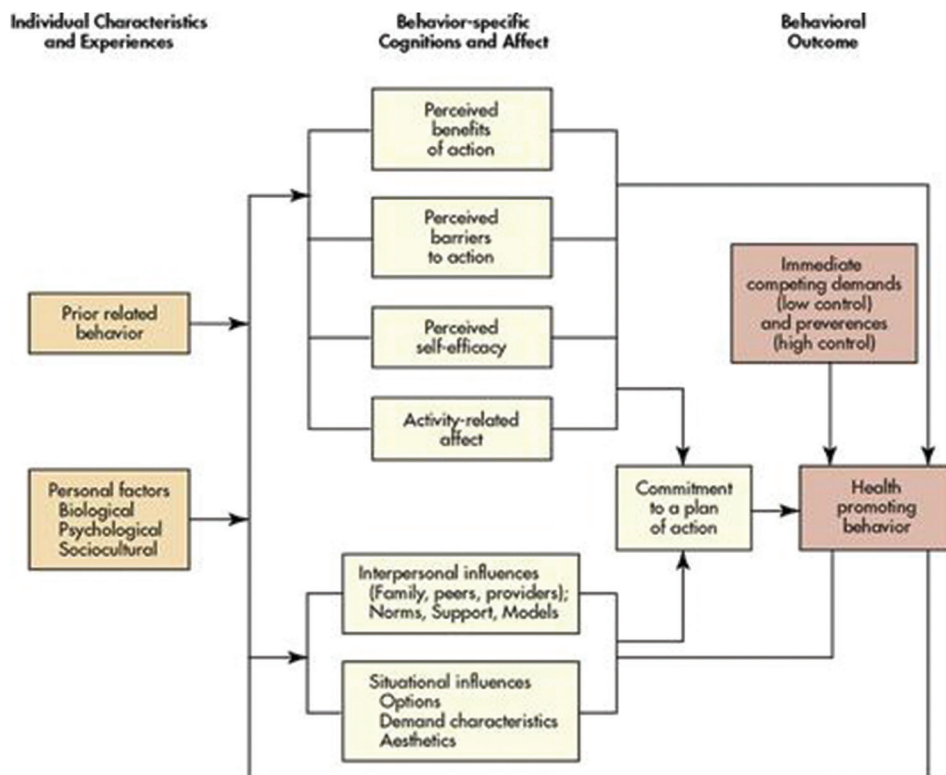 Individual Characteristics
and Experiences
Behavior-specific
Cognitions and Affect
Behavioral
Outcome
Perceived
benefits
of action
Perceived
barriers
to action
Immediate
competing demands
(low control)
and preverences
(high control)
Prior related
behavior
Perceived
self-efficacy
Activity-related
affect
Personal factors
Biological
Psychological
Sociocultural
Commitment
to a plan
of action
Health
promoting
behavior
Interpersonal influences
(Family, peers, providers);
Norms, Support, Models
Situational influences
Options
Demand characteristics
Aesthetics